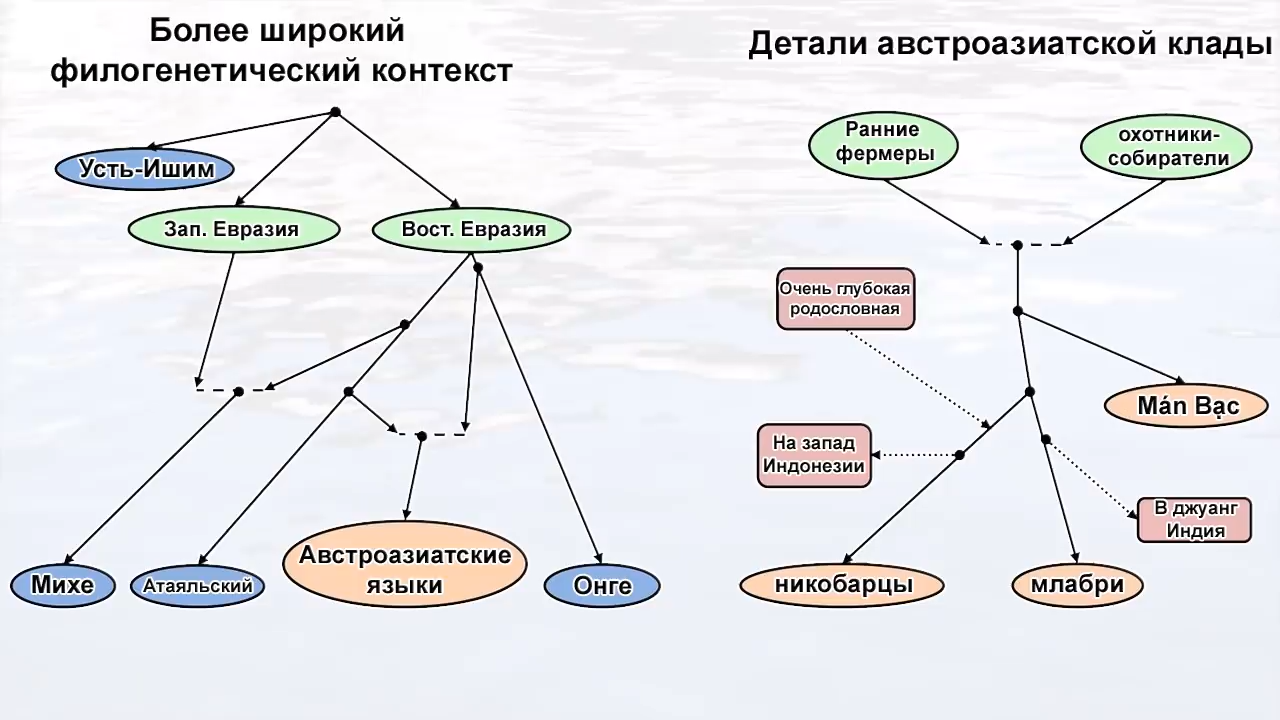 Более широкий
филогенетический контекст
Усть-Ишим
Зап. Евразия
Вост. Евразия
Михе
Атаяльский
Австроазиатские
языки
Онге
Детали австроазиатской клады
Ранние
фермеры
охотники-
собиратели
Очень глубокая
родословная
Mán Bạc
На запад
Индонезии
В джуанг
Индия
никобарцы
млабри